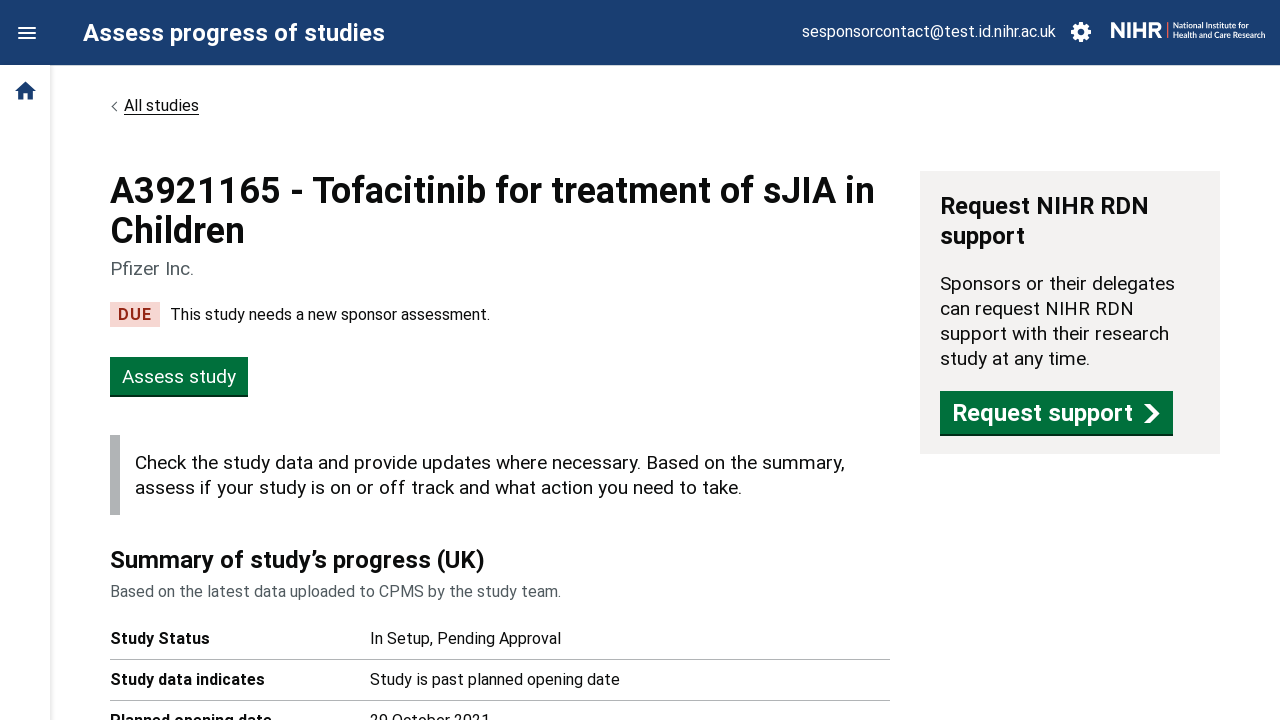 Assess progress of studies
sesponsorcontact@test.id.nihr.ac.uk
NIHR | National Institute for
Health and Care Research
All studies
A3921165 - Tofacitinib for treatment of sJIA in
Children
Pfizer Inc.
DUE This study needs a new sponsor assessment.
Assess study
Check the study data and provide updates where necessary. Based on the summary,
assess if your study is on or off track and what action you need to take.
Summary of study’s progress (UK)
Based on the latest data uploaded to CPMS by the study team.
Study Status In Setup, Pending Approval
Study data indicates Study is past planned opening date
Planned opening date 29 October 2021
Request NIHR RDN
support
Sponsors or their delegates
can request NIHR RDN
support with their research
study at any time.
Request support